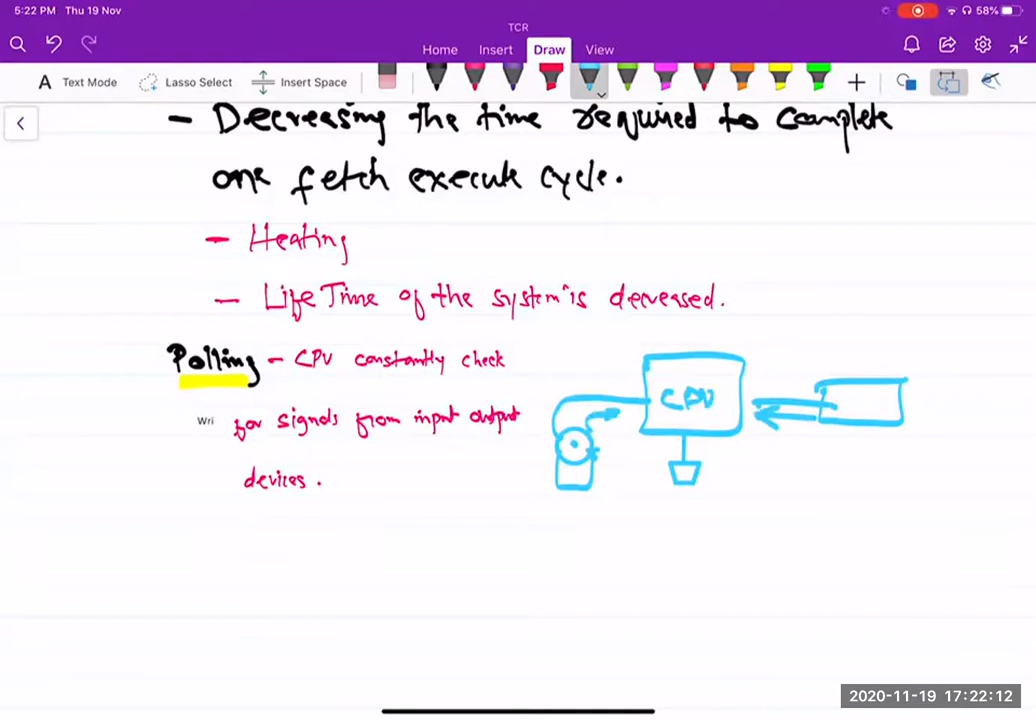 5:22 PM Thu 19 Nov
58%
TCR
Home Insert Draw View
A Text Mode Lasso Select Insert Space
- Decreasing the time required to complete
one fetch execute cycle.
- Heating
- Life Time of the system is decreased.
Polling - CPU constantly check
Wri for signals from input output
devices.
CPU
2020-11-19 17:22:12